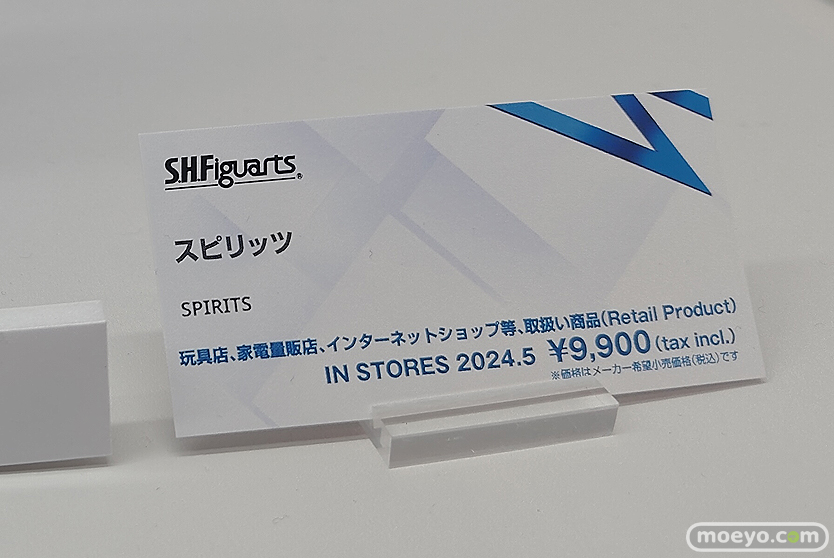 S.H.Figuarts®
スピリッツ
SPIRITS
玩具店、家電量販店、インターネットショップ等、取扱い商品(Retail Product)
IN STORES 2024.5 ¥9,900(tax incl.)
※価格はメーカー希望小売価格(税込)です
moeyo.com